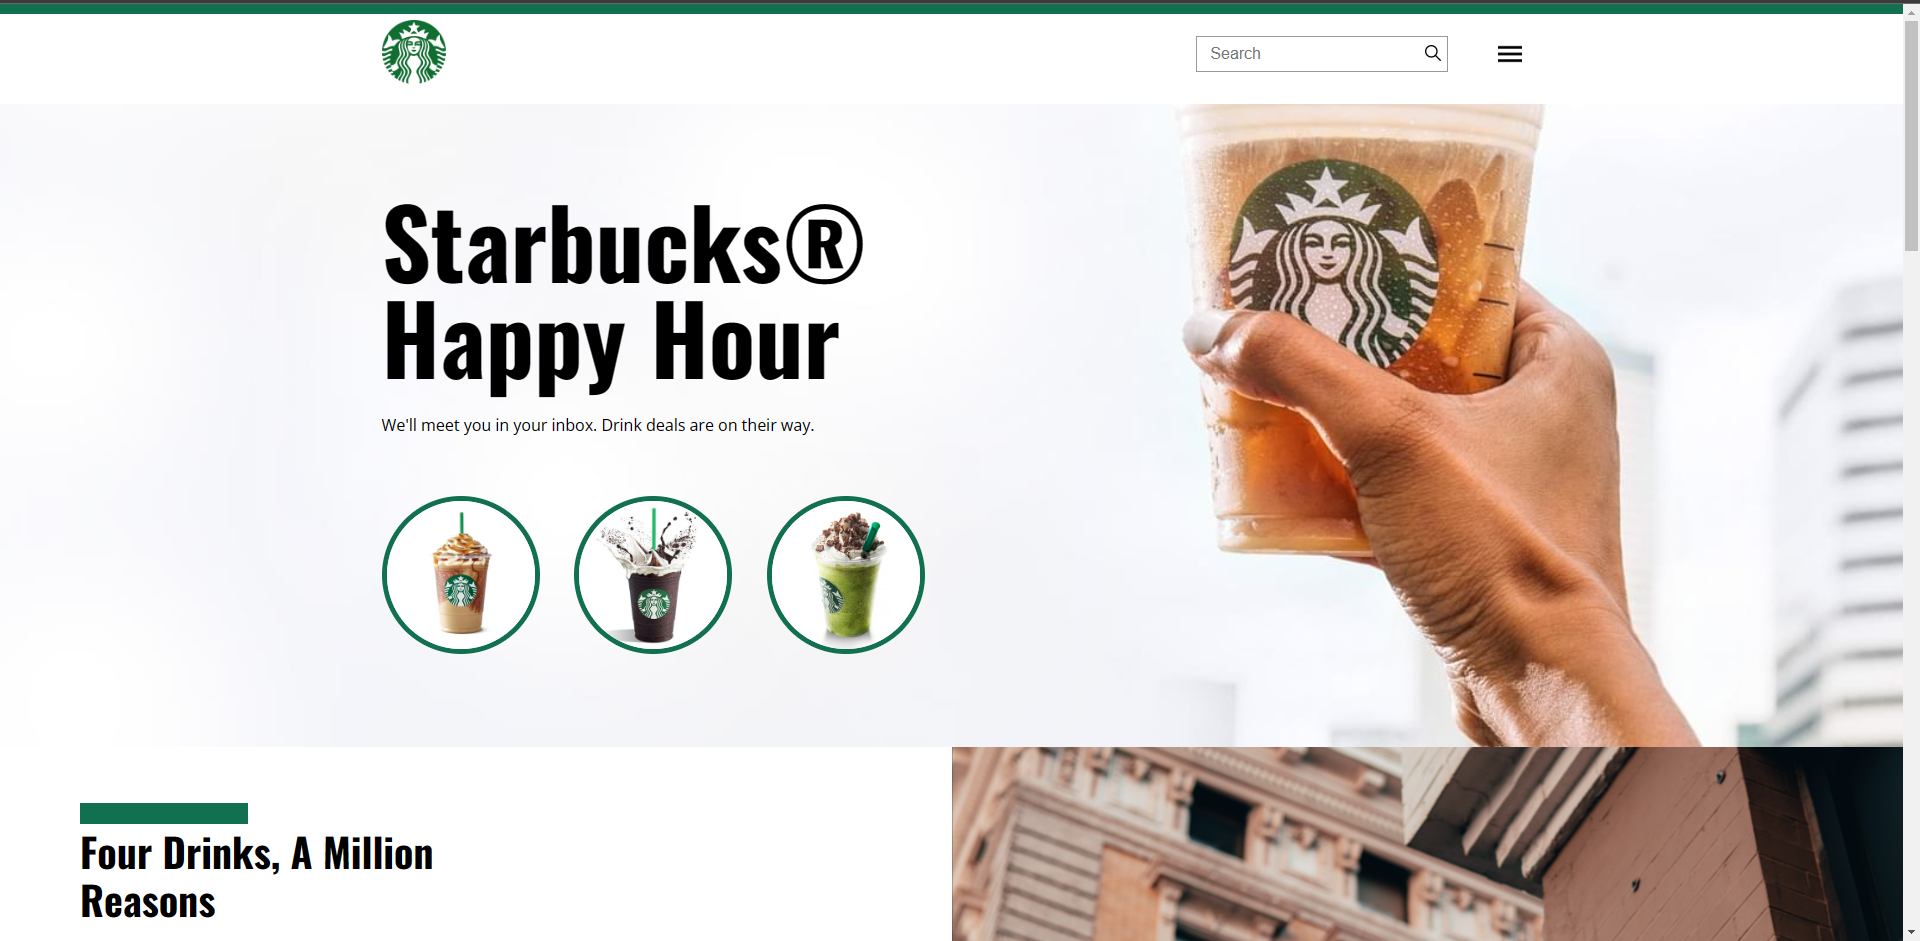 Search
Starbucks®
Happy Hour
We'll meet you in your inbox. Drink deals are on their way.
Four Drinks, A Million
Reasons